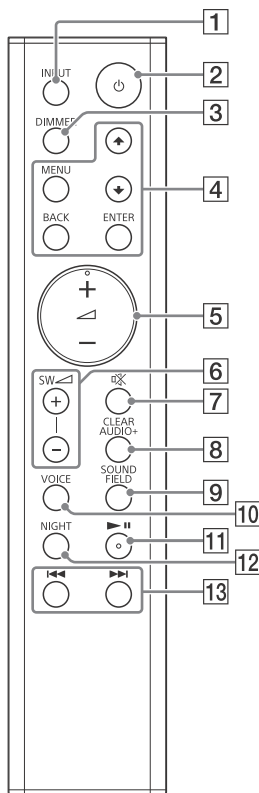 1
INPUT
2
DIMMER
3
MENU
4
BACK ENTER
+
5
−
SW
6
+
7
−
CLEAR
AUDIO+
8
SOUND
FIELD
9
VOICE
10
NIGHT
11
12
13